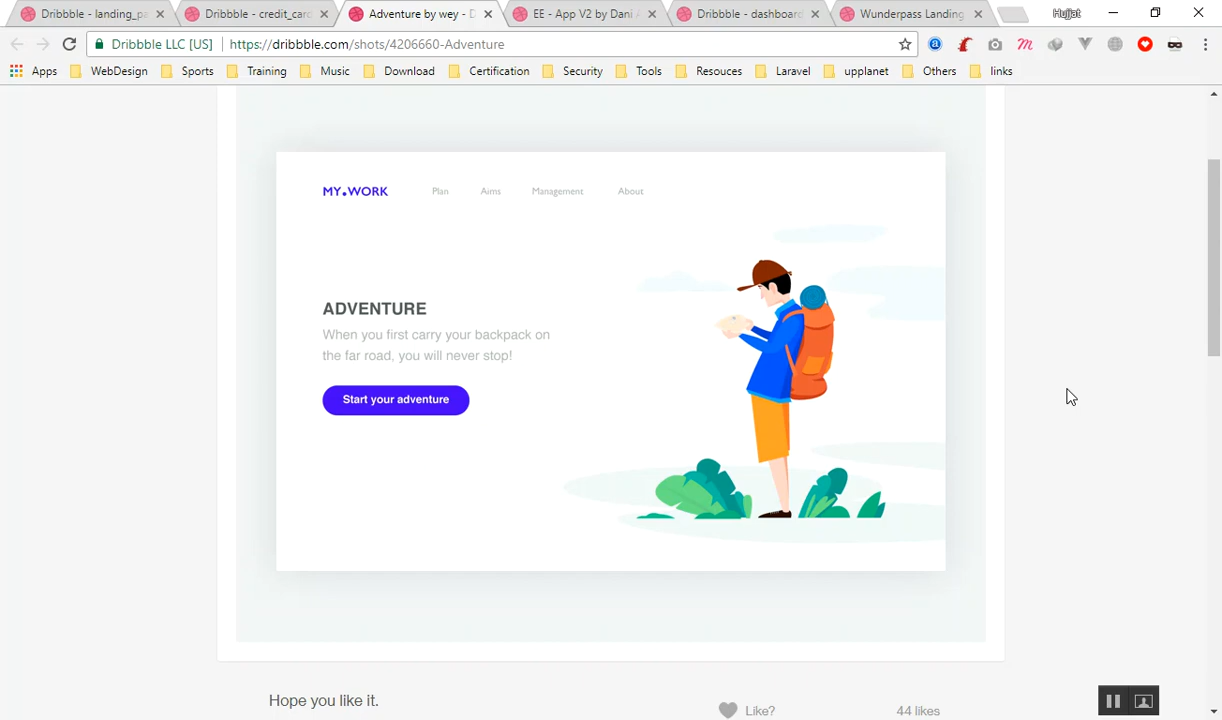 Dribbble - landing_pa
Dribbble - credit_card
Adventure by wey - D
EE - App V2 by Dani A
Dribbble - dashboard
Wunderpass Landing
Hujjat
Dribbble LLC [US]
https://dribbble.com/shots/4206660-Adventure
Apps
WebDesign
Sports
Training
Music
Download
Certification
Security
Tools
Resouces
Laravel
upplanet
Others
links
MY.WORK
Plan
Aims
Management
About
ADVENTURE
When you first carry your backpack on
the far road, you will never stop!
Start your adventure
Hope you like it.
Like?
44 likes